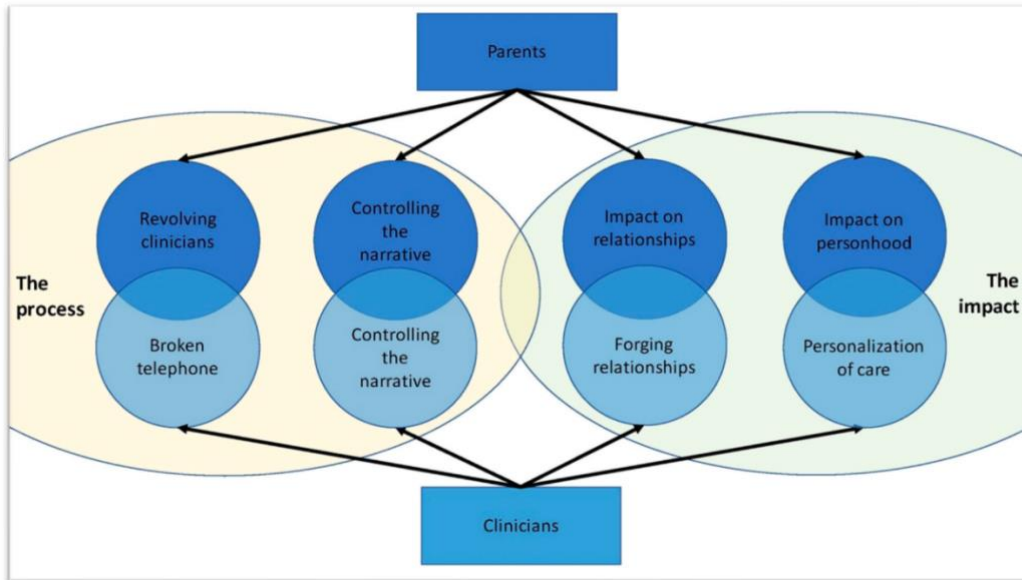 Parents
Revolving
clinicians
Controlling
the
narrative
Impact on
relationships
Impact on
personhood
The
process
The
impact
Broken
telephone
Controlling
the
narrative
Forging
relationships
Personalization
of care
Clinicians